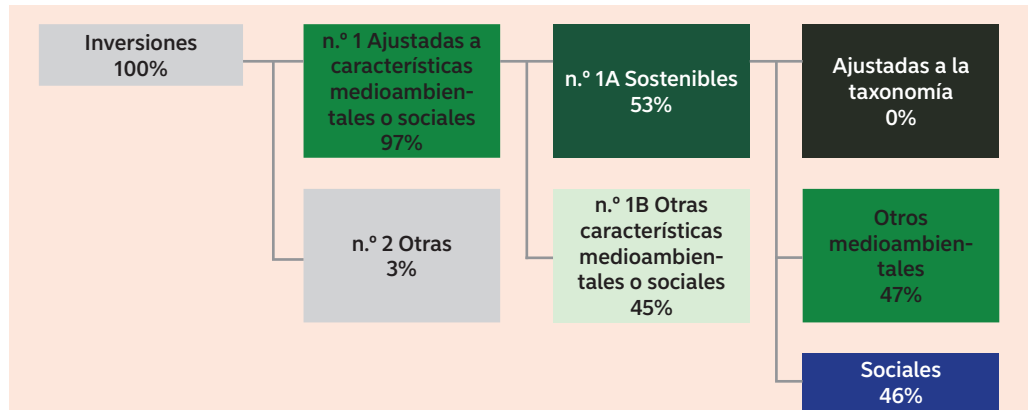 Inversiones
100%
n.º 1 Ajustadas a
características
medioambien-
tales o sociales
97%
n.º 2 Otras
3%
n.º 1A Sostenibles
53%
n.º 1B Otras
características
medioambien-
tales o sociales
45%
Ajustadas a la
taxonomía
0%
Otros
medioambien-
tales
47%
Sociales
46%